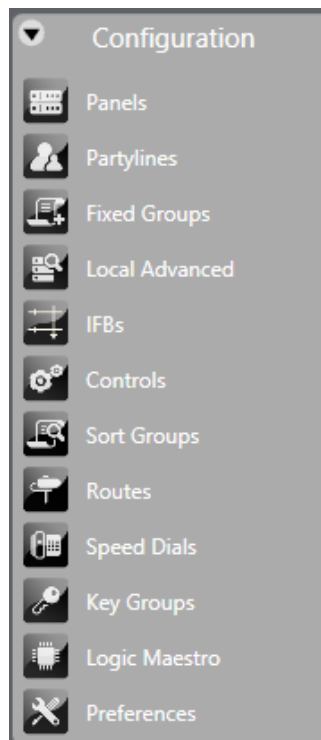 Configuration
Panels
Partylines
Fixed Groups
Local Advanced
IFBs
Controls
Sort Groups
Routes
Speed Dials
Key Groups
Logic Maestro
Preferences